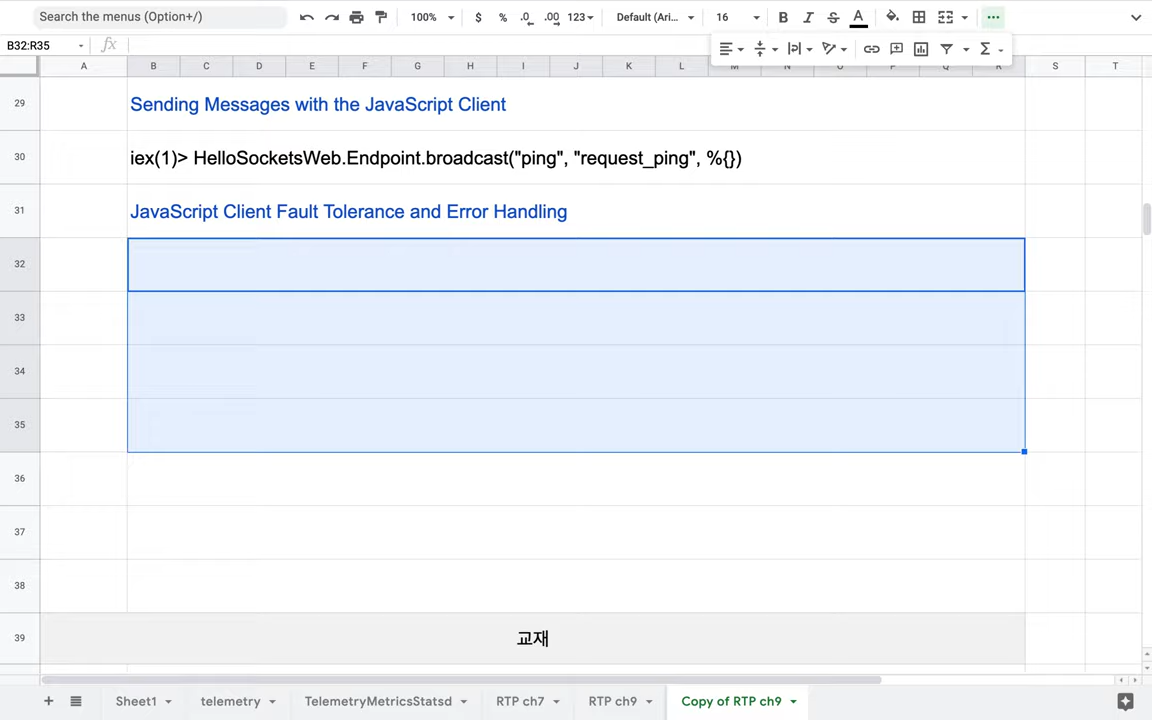 Search the menus (Option+/)
100%
$ % .0 .00 123
Default (Ari...
16
B I S A
B32:R35
fx
A B C D E F G H I J K L M N O P Q R S T
29 Sending Messages with the JavaScript Client
30 iex(1)> HelloSocketsWeb.Endpoint.broadcast("ping", "request_ping", %{})
31 JavaScript Client Fault Tolerance and Error Handling
32
33
34
35
36
37
38
39 교재
Sheet1 telemetry TelemetryMetricsStatsd RTP ch7 RTP ch9 Copy of RTP ch9